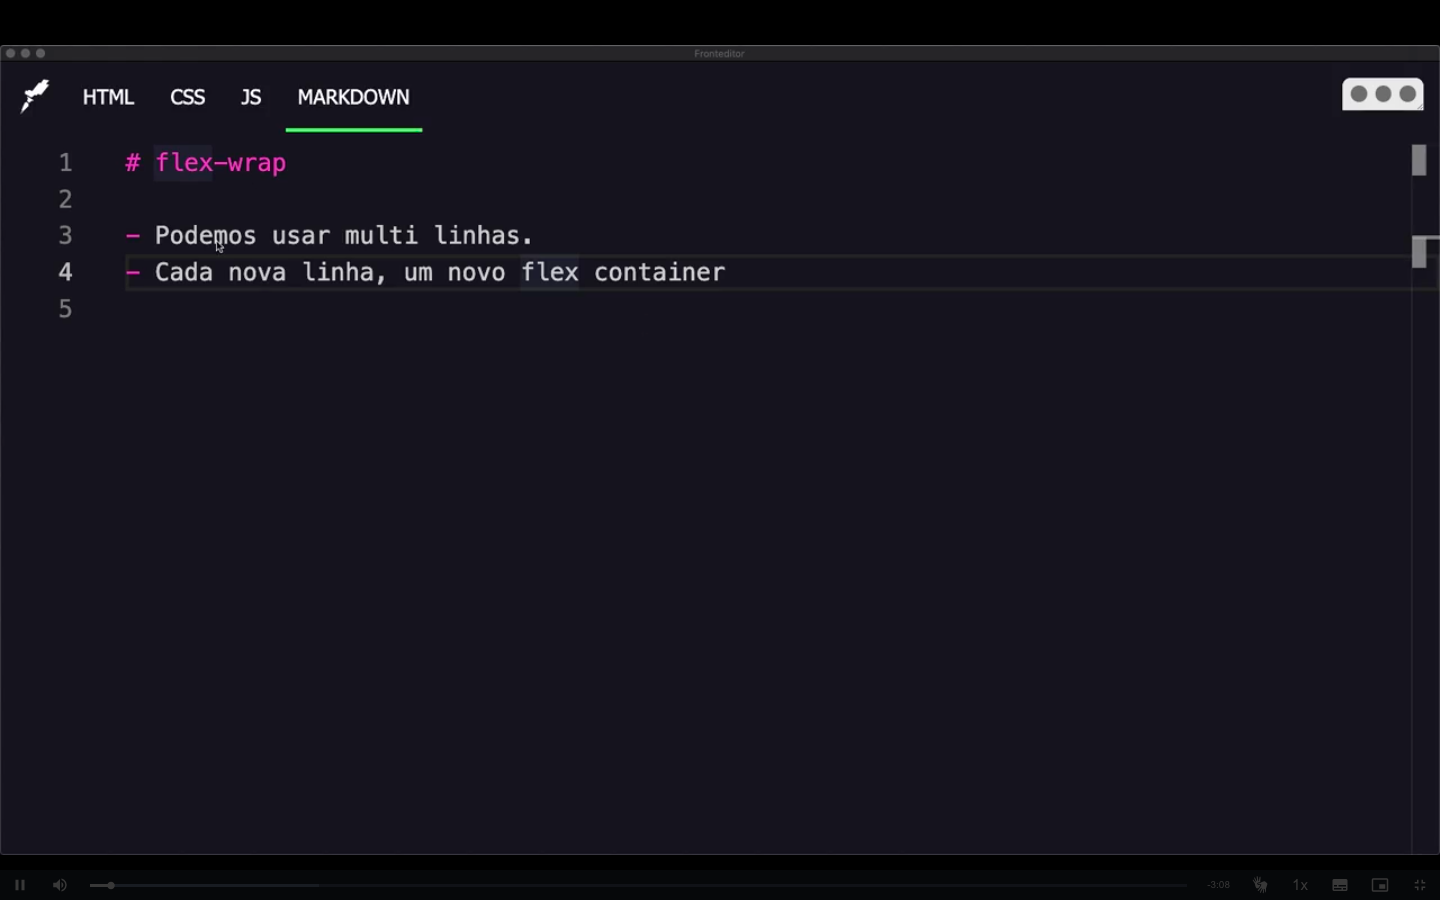 Fronteditor
HTML CSS JS MARKDOWN
1 # flex-wrap
2
3 - Podemos usar multi linhas.
4 - Cada nova linha, um novo flex container
5
-3:08 1x